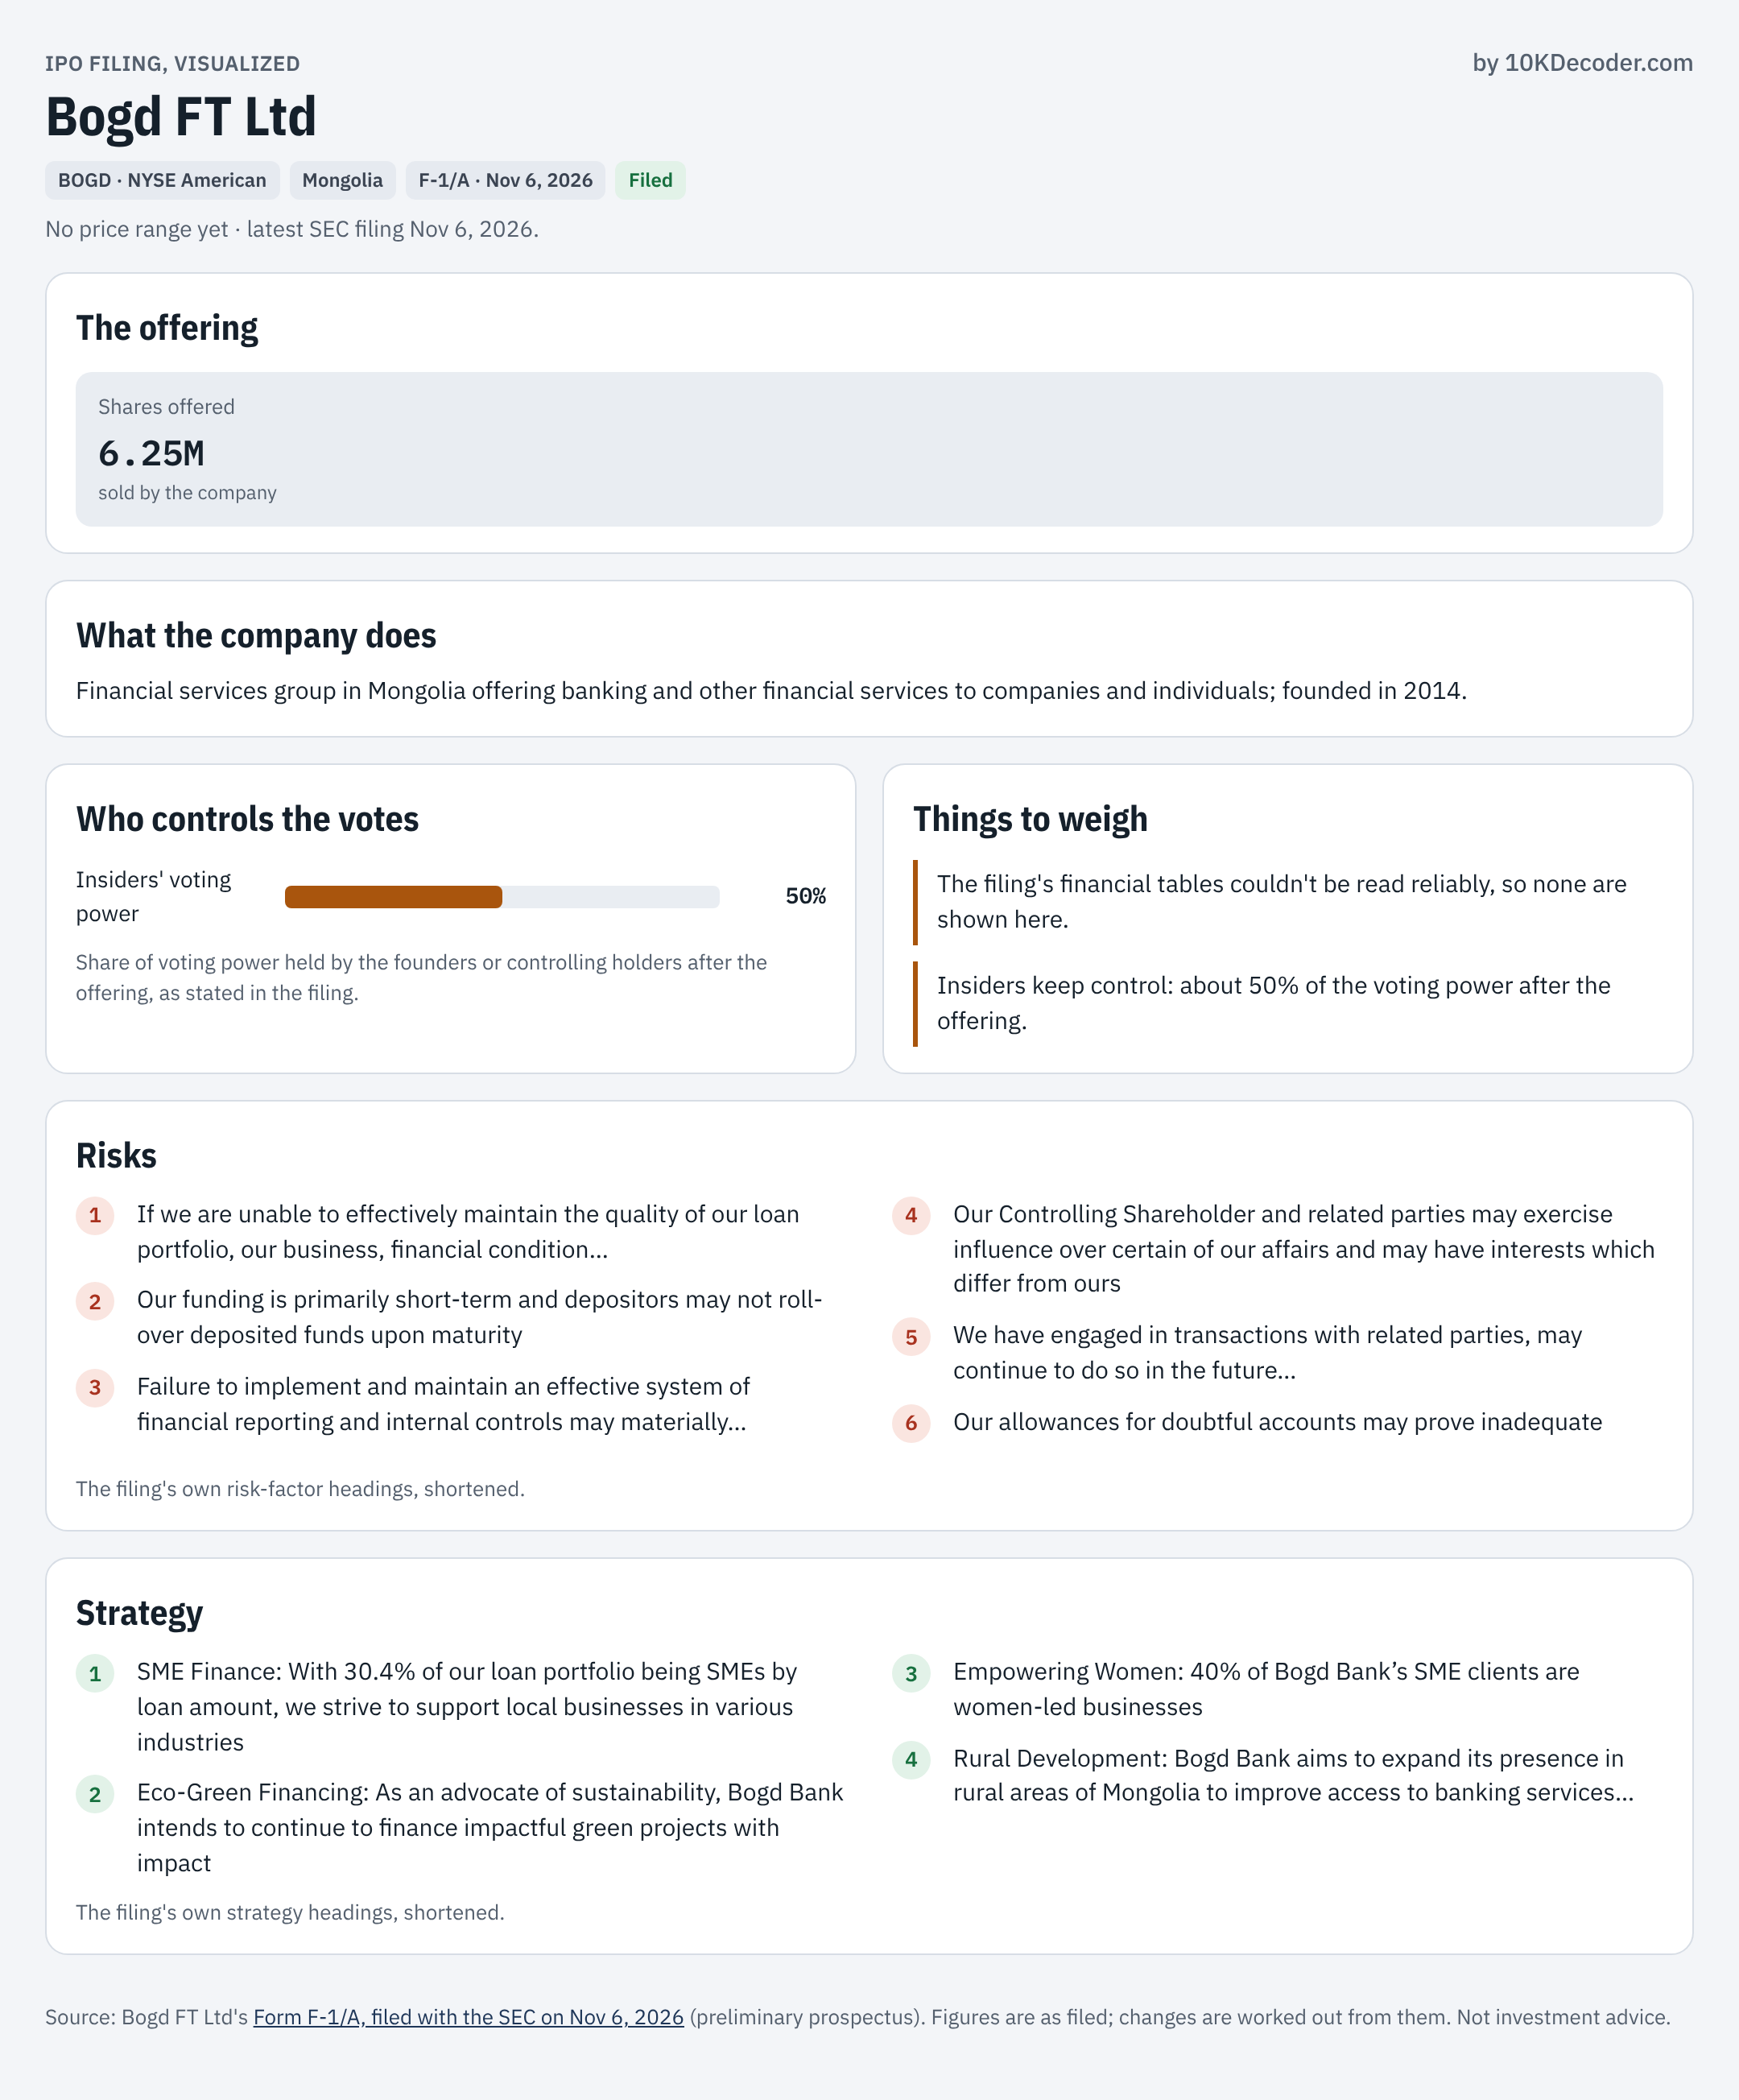 IPO FILING, VISUALIZED
by 10KDecoder.com
Bogd FT Ltd
BOGD · NYSE American
Mongolia
F-1/A · Nov 6, 2026
Filed
No price range yet · latest SEC filing Nov 6, 2026.
The offering
Shares offered
6.25M
sold by the company
What the company does
Financial services group in Mongolia offering banking and other financial services to companies and individuals; founded in 2014.
Who controls the votes
Insiders' voting
power
50%
Share of voting power held by the founders or controlling holders after the
offering, as stated in the filing.
Things to weigh
The filing's financial tables couldn't be read reliably, so none are
shown here.
Insiders keep control: about 50% of the voting power after the
offering.
Risks
1 If we are unable to effectively maintain the quality of our loan
portfolio, our business, financial condition...
2 Our funding is primarily short-term and depositors may not roll-
over deposited funds upon maturity
3 Failure to implement and maintain an effective system of
financial reporting and internal controls may materially...
4 Our Controlling Shareholder and related parties may exercise
influence over certain of our affairs and may have interests which
differ from ours
5 We have engaged in transactions with related parties, may
continue to do so in the future...
6 Our allowances for doubtful accounts may prove inadequate
The filing's own risk-factor headings, shortened.
Strategy
1 SME Finance: With 30.4% of our loan portfolio being SMEs by
loan amount, we strive to support local businesses in various
industries
2 Eco-Green Financing: As an advocate of sustainability, Bogd Bank
intends to continue to finance impactful green projects with
impact
3 Empowering Women: 40% of Bogd Bank’s SME clients are
women-led businesses
4 Rural Development: Bogd Bank aims to expand its presence in
rural areas of Mongolia to improve access to banking services...
The filing's own strategy headings, shortened.
Source: Bogd FT Ltd's Form F-1/A, filed with the SEC on Nov 6, 2026 (preliminary prospectus). Figures are as filed; changes are worked out from them. Not investment advice.